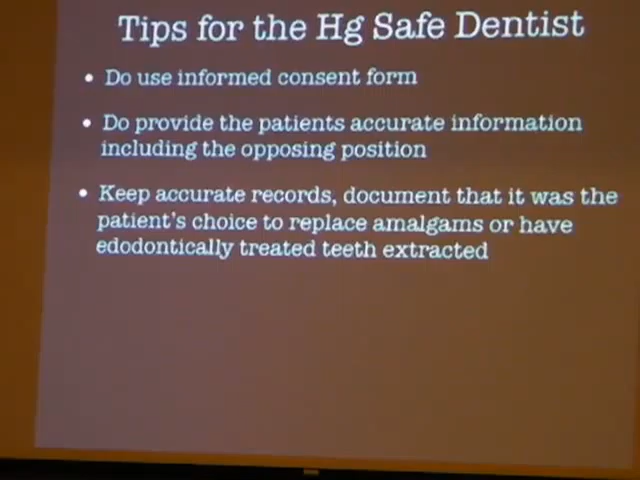 Tips for the Hg Safe Dentist
• Do use informed consent form
• Do provide the patients accurate information
including the opposing position
• Keep accurate records, document that it was the
patient's choice to replace amalgams or have
edodontically treated teeth extracted